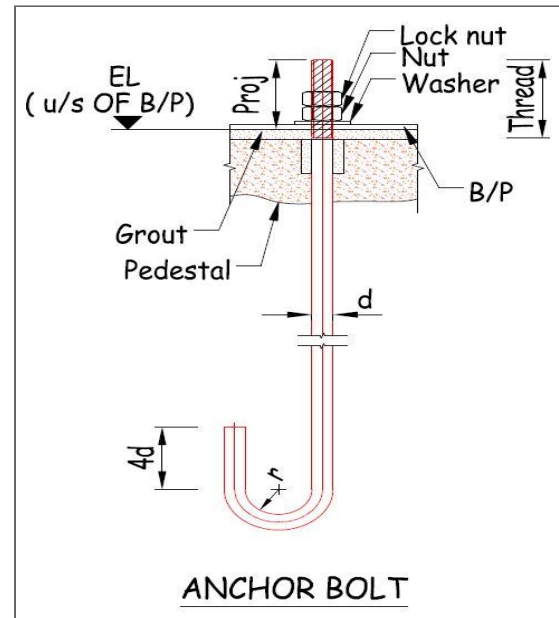 Lock nut
Nut
Washer
Proj
Thread
EL
( u/s OF B/P)
B/P
Grout
Pedestal
d
4d
r
ANCHOR BOLT